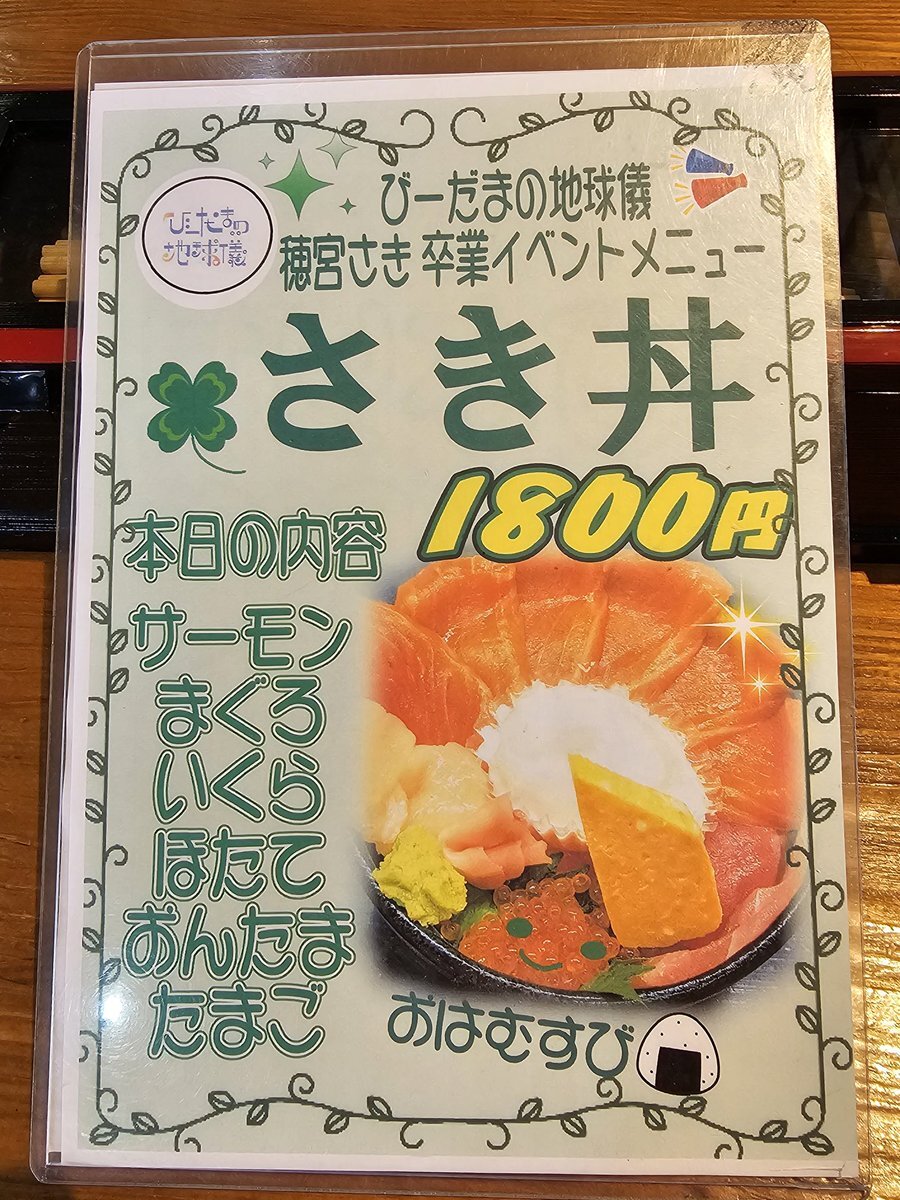 びーだまの
地球儀
びーだまの地球儀
穂宮さき 卒業イベントメニュー
さき丼
1800円
本日の内容
サーモン
まぐろ
いくら
ほたて
おんたま
たまご
おはむすび